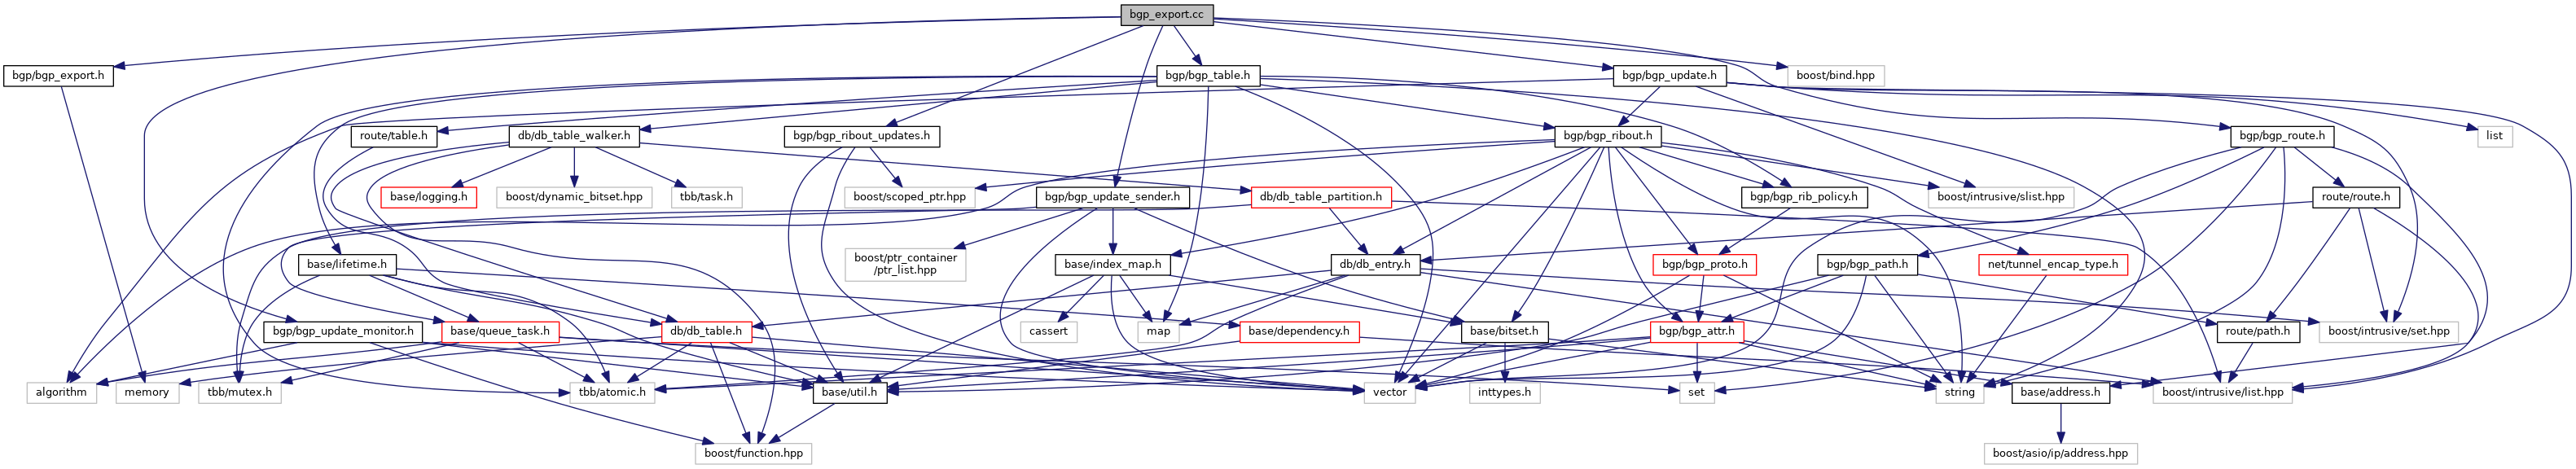 bgp_export.cc
bgp/bgp_export.h
bgp/bgp_table.h
bgp/bgp_update.h
boost/bind.hpp
route/table.h
db/db_table_walker.h
bgp/bgp_ribout_updates.h
bgp/bgp_ribout.h
bgp/bgp_route.h
list
base/logging.h
boost/dynamic_bitset.hpp
tbb/task.h
boost/scoped_ptr.hpp
bgp/bgp_update_sender.h
db/db_table_partition.h
bgp/bgp_rib_policy.h
boost/intrusive/slist.hpp
route/route.h
base/lifetime.h
boost/ptr_container
/ptr_list.hpp
base/index_map.h
db/db_entry.h
bgp/bgp_proto.h
bgp/bgp_path.h
net/tunnel_encap_type.h
bgp/bgp_update_monitor.h
base/queue_task.h
db/db_table.h
cassert
map
base/dependency.h
base/bitset.h
bgp/bgp_attr.h
route/path.h
boost/intrusive/set.hpp
algorithm
memory
tbb/mutex.h
tbb/atomic.h
base/util.h
vector
inttypes.h
set
string
base/address.h
boost/intrusive/list.hpp
boost/function.hpp
boost/asio/ip/address.hpp